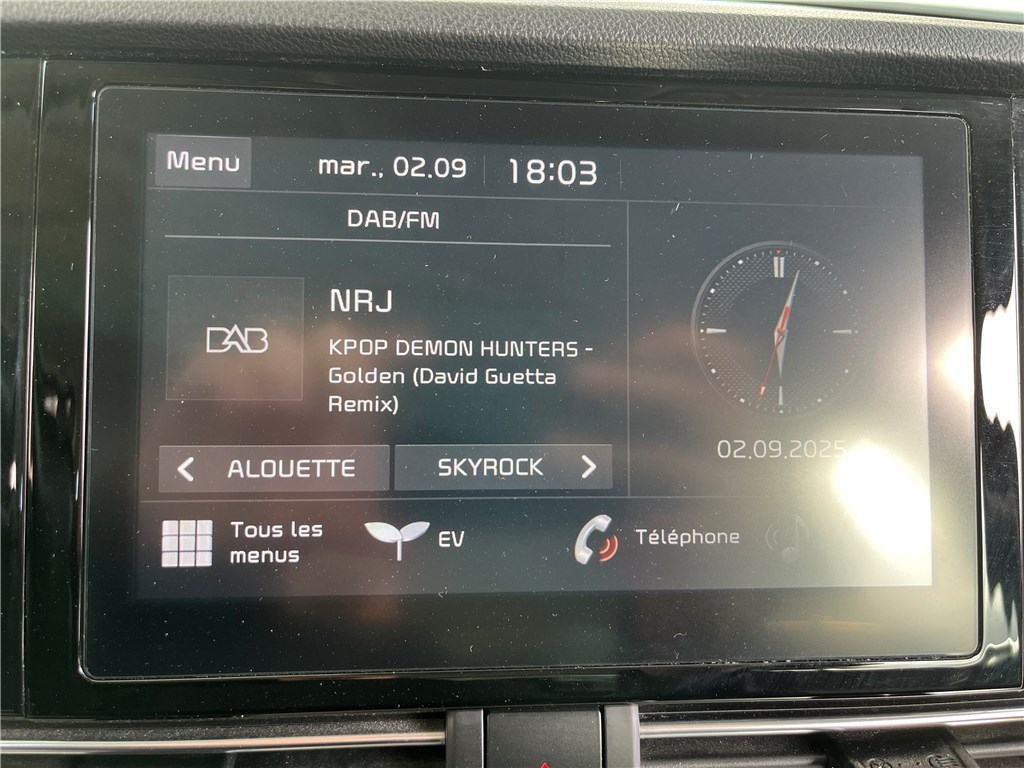 Menu
mar., 02.09
18:03
DAB/FM
DAB
NRJ
KPOP DEMON HUNTERS -
Golden (David Guetta
Remix)
02.09.2025
ALOUETTE
SKYROCK
Tous les
menus
EV
Téléphone